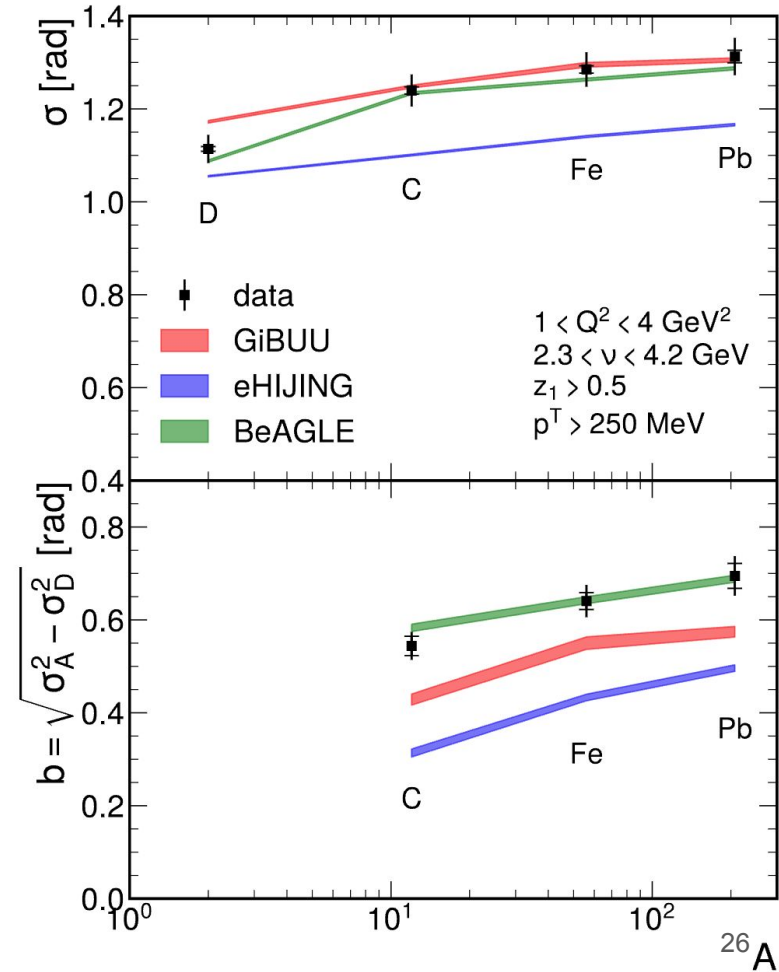 1.4
σ [rad]
1.2
1.0
0.8
0.6
0.4
D
C
Fe
Pb
data
GiBUU
eHIJING
BeAGLE
1 < Q² < 4 GeV²
2.3 < ν < 4.2 GeV
z₁ > 0.5
pᵀ > 250 MeV
b = √σ²_A − σ²_D [rad]
0.8
0.6
0.4
0.2
0.0
C
Fe
Pb
10⁰
10¹
10²
26
A